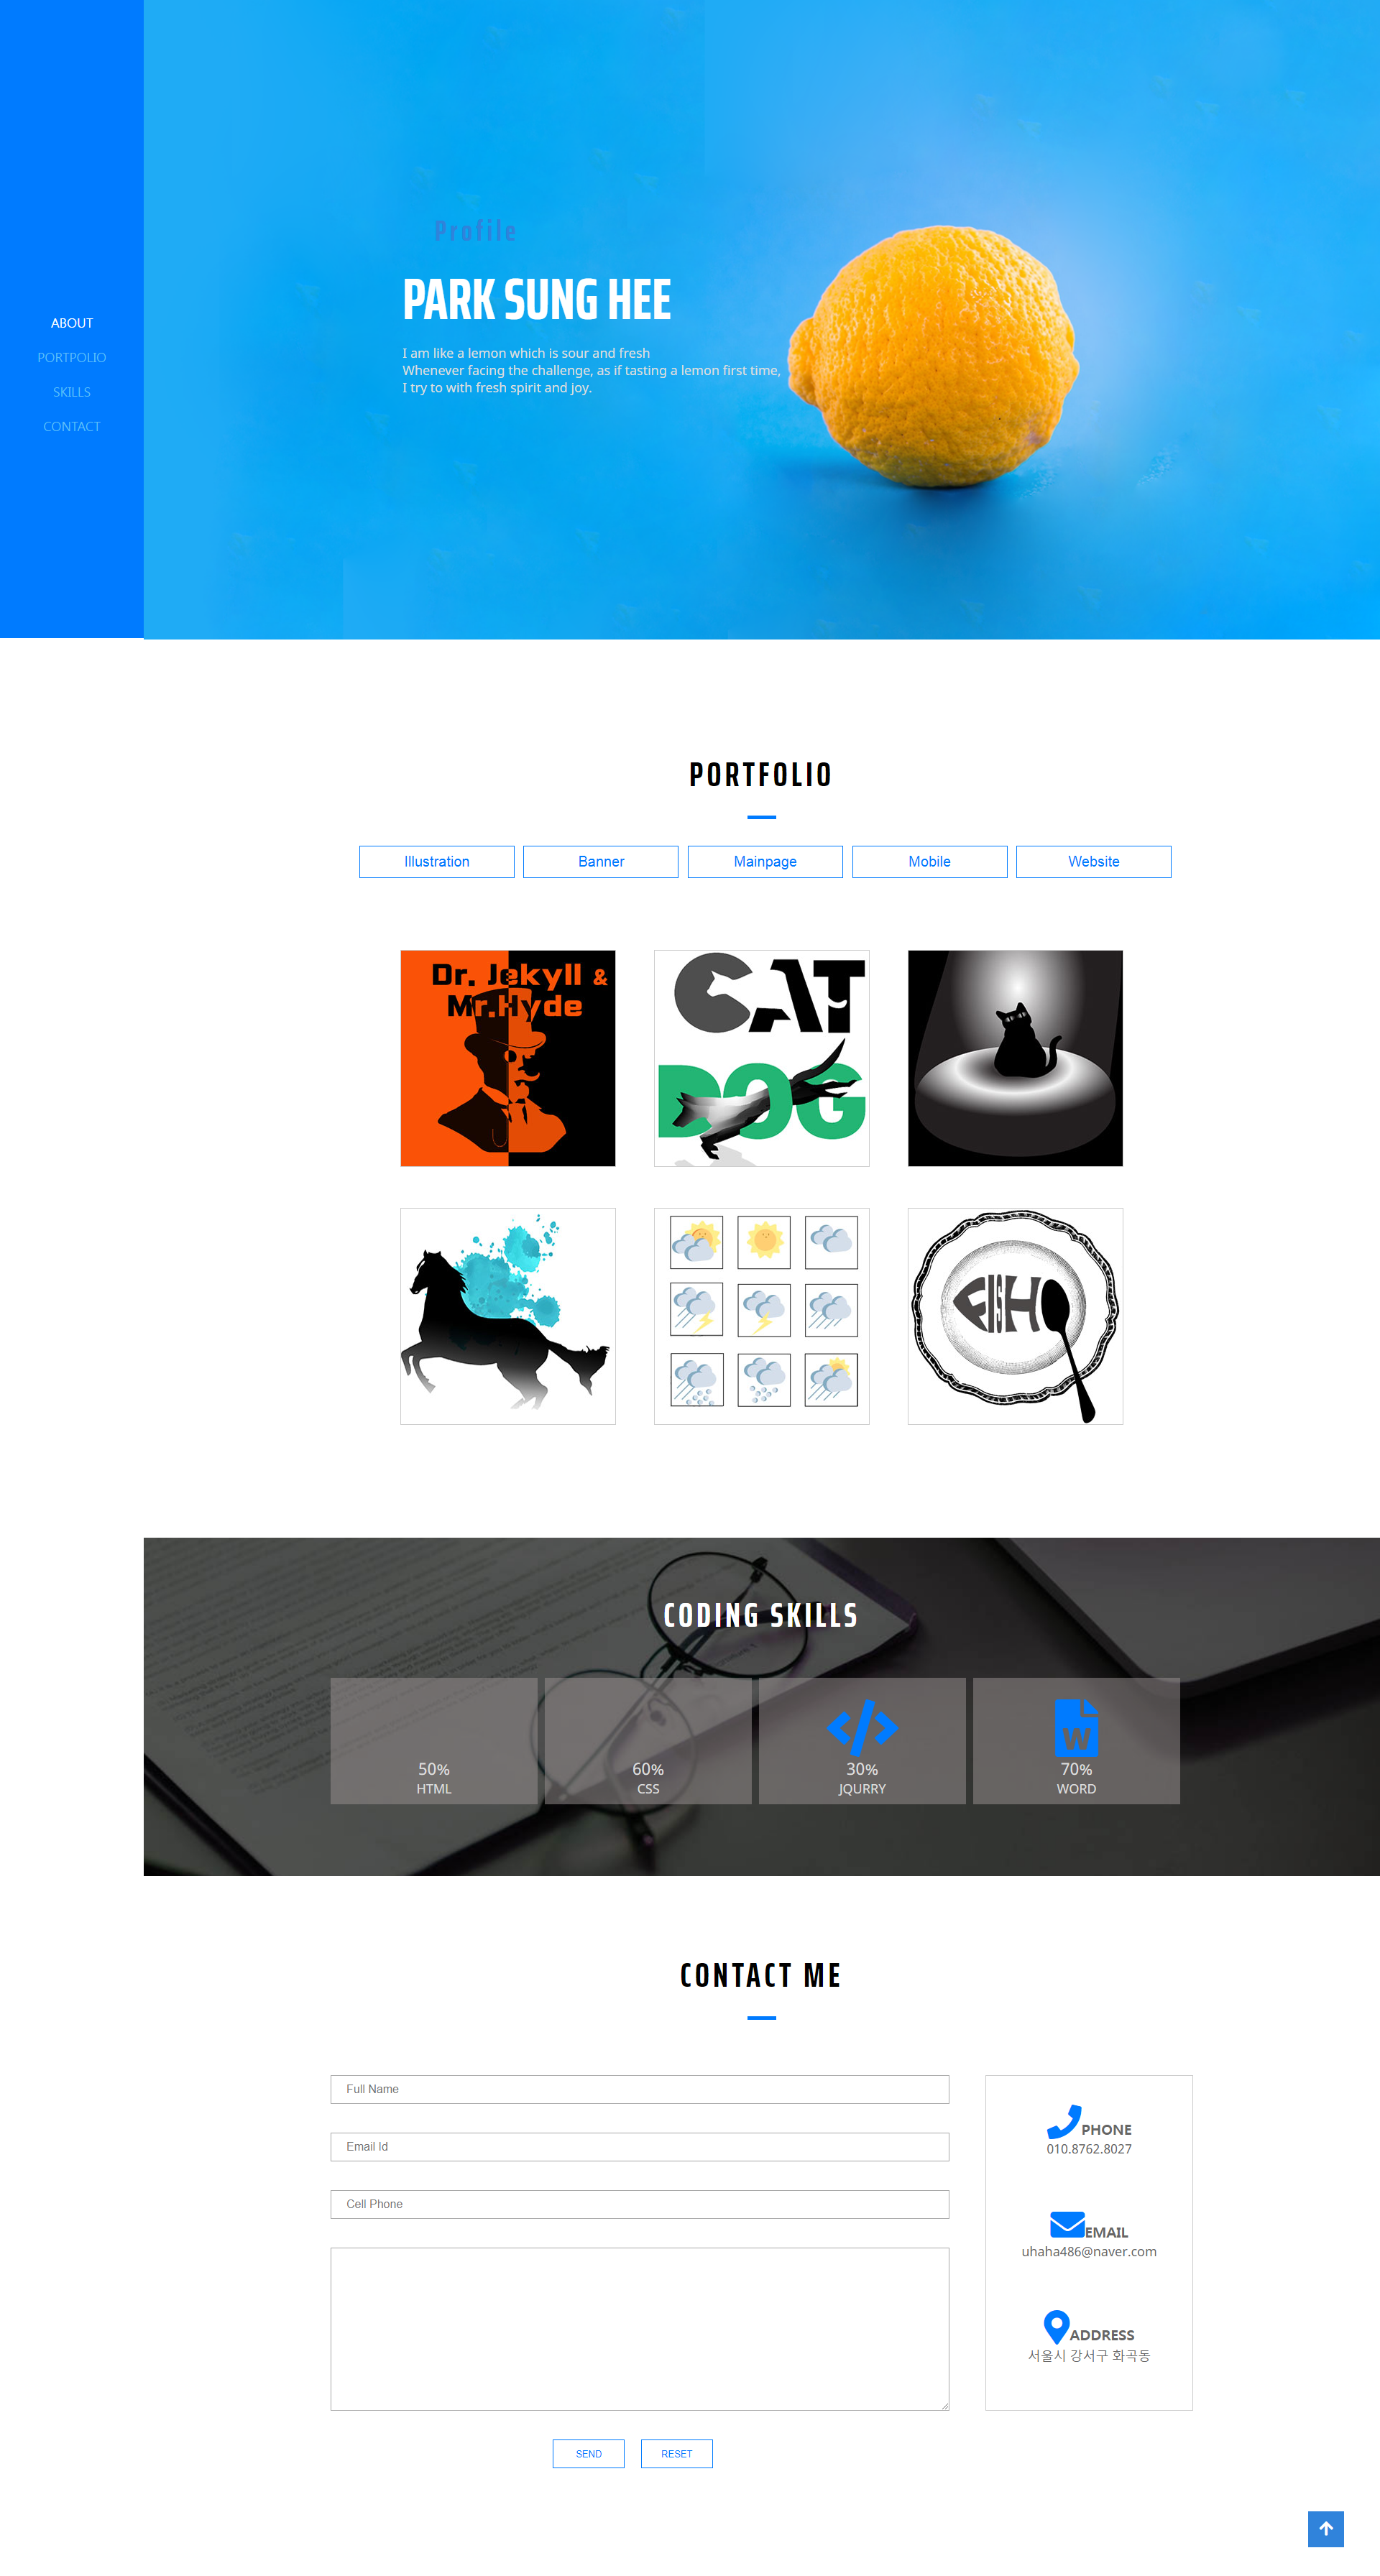 ABOUT
PORTPOLIO
SKILLS
CONTACT
Profile
PARK SUNG HEE
I am like a lemon which is sour and fresh
Whenever facing the challenge, as if tasting a lemon first time,
I try to with fresh spirit and joy.
PORTFOLIO
Illustration
Banner
Mainpage
Mobile
Website
Dr. Jekyll &
Mr.Hyde
CAT
DOG
FISH
CODING SKILLS
50%
HTML
60%
CSS
30%
JQURRY
W
70%
WORD
CONTACT ME
Full Name
Email Id
Cell Phone
SEND
RESET
PHONE
010.8762.8027
EMAIL
uhaha486@naver.com
ADDRESS
서울시 강서구 화곡동